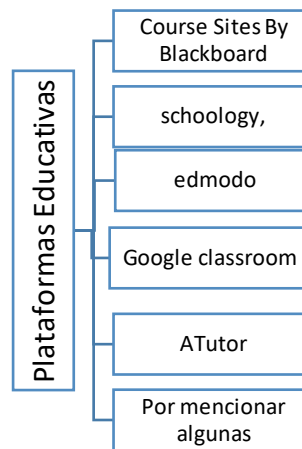 Plataformas Educativas
Course Sites By
Blackboard
schoology,
edmodo
Google classroom
ATutor
Por mencionar
algunas